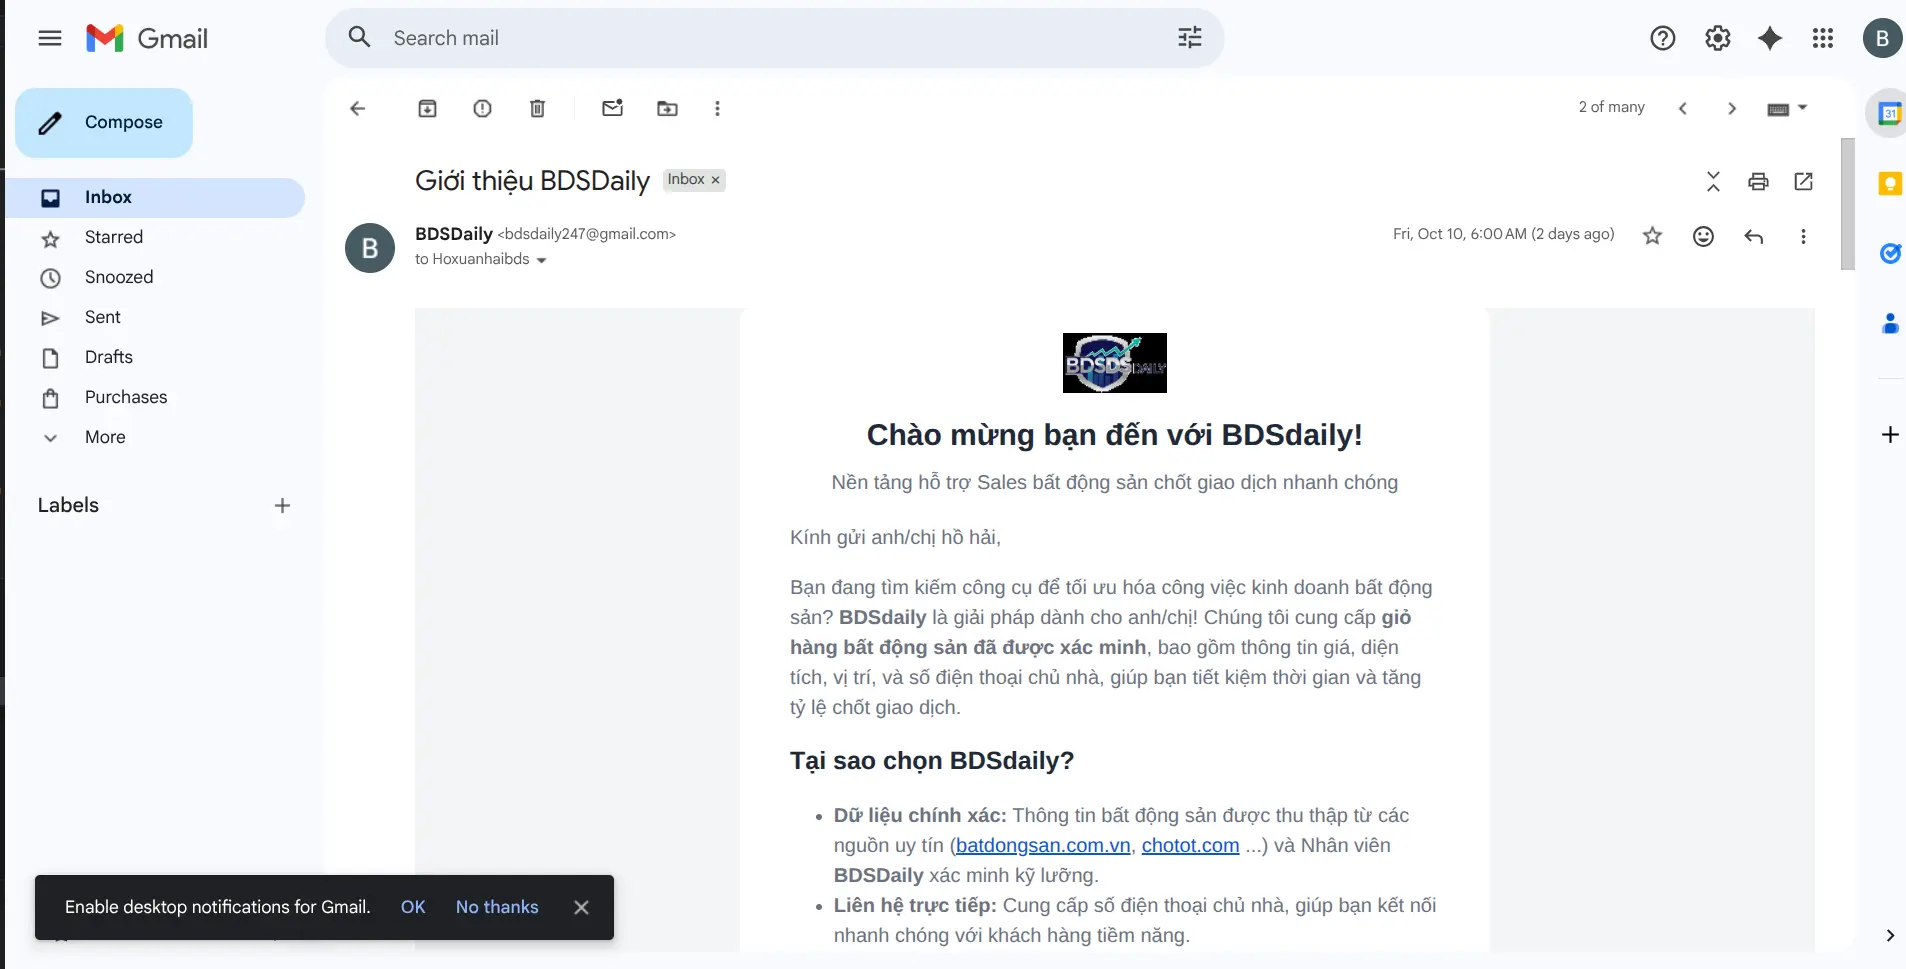 Gmail
Search mail
B
Compose
2 of many
31
Inbox
Starred
Snoozed
Sent
Drafts
Purchases
More
Labels
Giới thiệu BDSDaily Inbox ×
B
BDSDaily <bdsdaily247@gmail.com>
Fri, Oct 10, 6:00 AM (2 days ago)
to Hoxuanhaibds
BDSDS DAILY
Chào mừng bạn đến với BDSdaily!
Nền tảng hỗ trợ Sales bất động sản chốt giao dịch nhanh chóng
Kính gửi anh/chị hồ hải,
Bạn đang tìm kiếm công cụ để tối ưu hóa công việc kinh doanh bất động
sản? BDSdaily là giải pháp dành cho anh/chị! Chúng tôi cung cấp giỏ
hàng bất động sản đã được xác minh, bao gồm thông tin giá, diện
tích, vị trí, và số điện thoại chủ nhà, giúp bạn tiết kiệm thời gian và tăng
tỷ lệ chốt giao dịch.
Tại sao chọn BDSdaily?
• Dữ liệu chính xác: Thông tin bất động sản được thu thập từ các
nguồn uy tín (batdongsan.com.vn, chotot.com ...) và Nhân viên
BDSDaily xác minh kỹ lưỡng.
• Liên hệ trực tiếp: Cung cấp số điện thoại chủ nhà, giúp bạn kết nối
nhanh chóng với khách hàng tiềm năng.
Enable desktop notifications for Gmail. OK No thanks